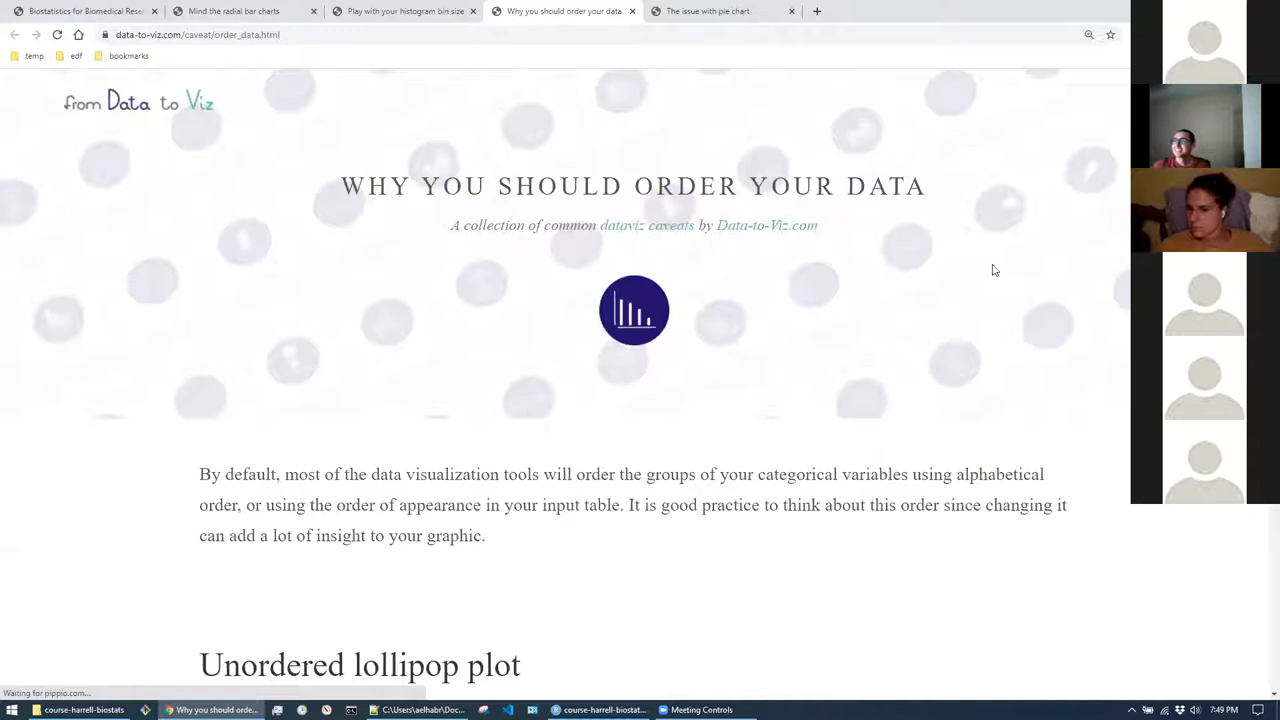 Biostatistics for Biomedical Rese
Mind the radial bar charts
Play with your histogram bin size
Why you should order your data
The issue with pie chart
data-to-viz.com/caveat/order_data.html
temp
edf
bookmarks
from Data to Viz
WHY YOU SHOULD ORDER YOUR DATA
A collection of common dataviz caveats by Data-to-Viz.com
By default, most of the data visualization tools will order the groups of your categorical variables using alphabetical
order, or using the order of appearance in your input table. It is good practice to think about this order since changing it
can add a lot of insight to your graphic.
Unordered lollipop plot
Waiting for pippio.com...
course-harrell-biostats
Why you should orde...
C:\Users\aelhabr\Doc...
course-harrell-biostat...
Meeting Controls
7:49 PM